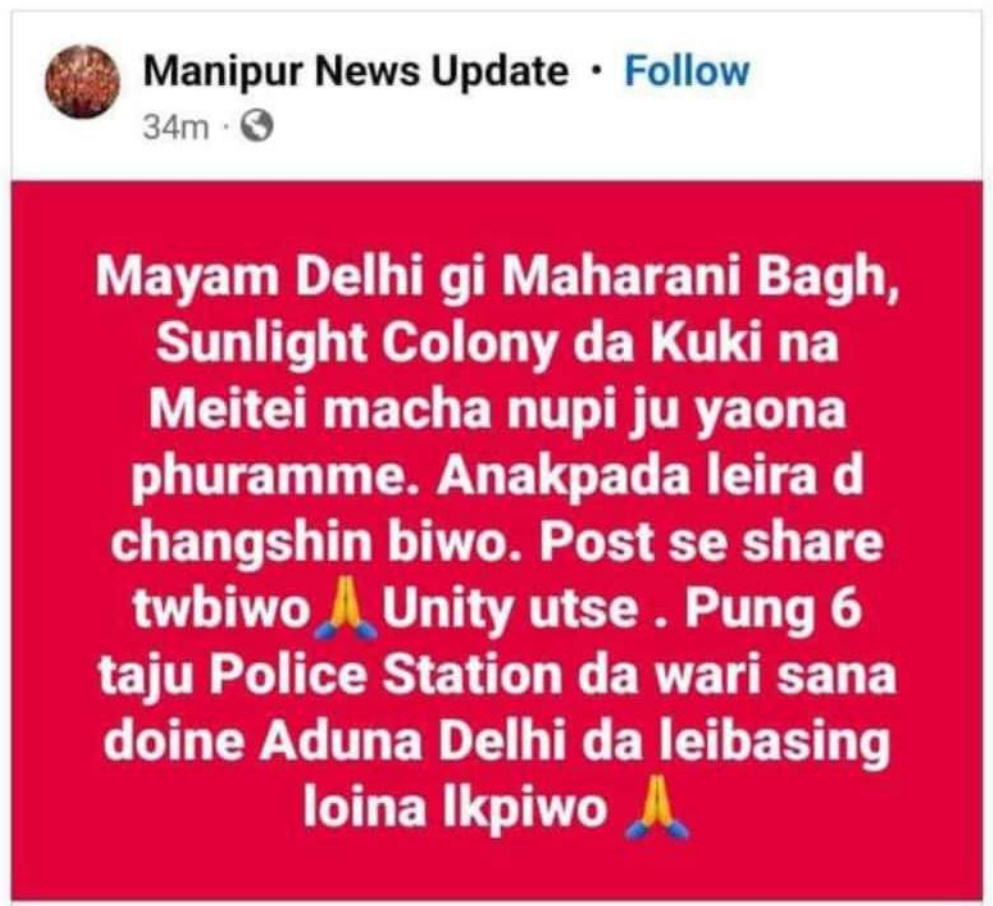 Manipur News Update · Follow
34m ·
Mayam Delhi gi Maharani Bagh,
Sunlight Colony da Kuki na
Meitei macha nupi ju yaona
phuramme. Anakpada leira d
changshin biwo. Post se share
twbiwo🙏Unity utse . Pung 6
taju Police Station da wari sana
doine Aduna Delhi da leibasing
loina lkpiwo 🙏